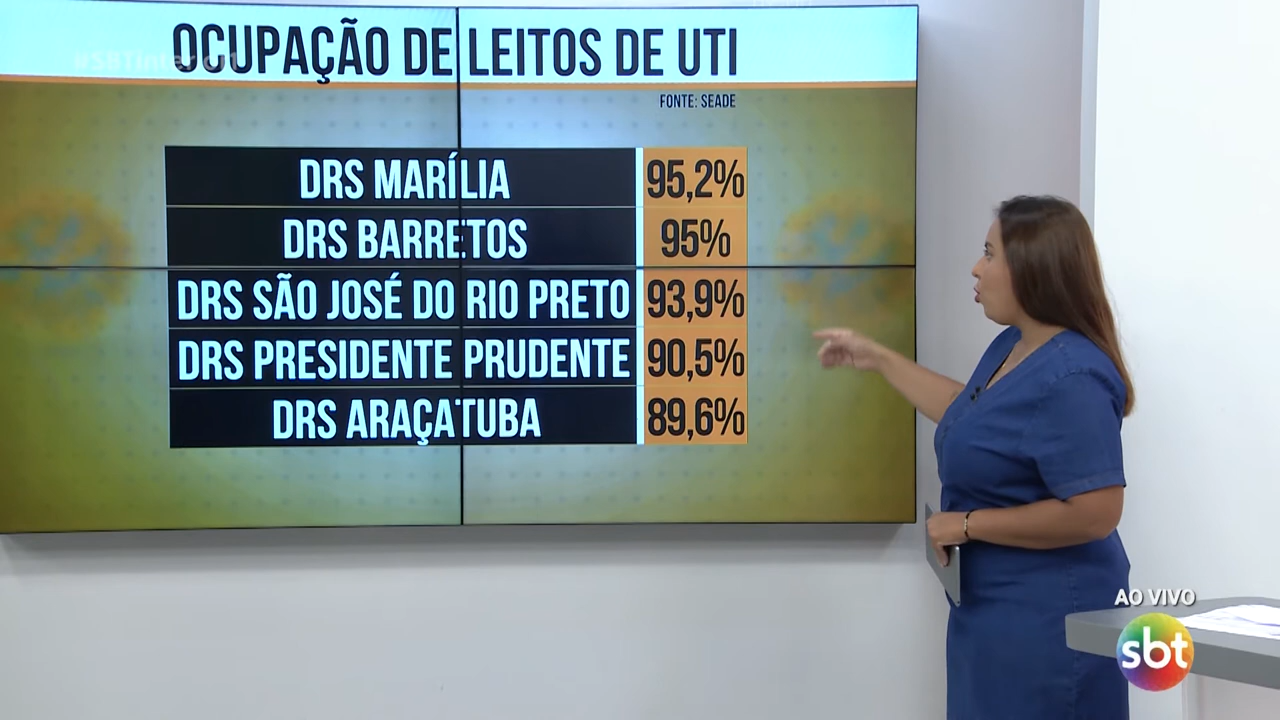 OCUPAÇÃO DE LEITOS DE UTI
#SBTInterior1
FONTE: SEADE
DRS MARÍLIA 95,2%
DRS BARRETOS 95%
DRS SÃO JOSÉ DO RIO PRETO 93,9%
DRS PRESIDENTE PRUDENTE 90,5%
DRS ARAÇATUBA 89,6%
AO VIVO
sbt